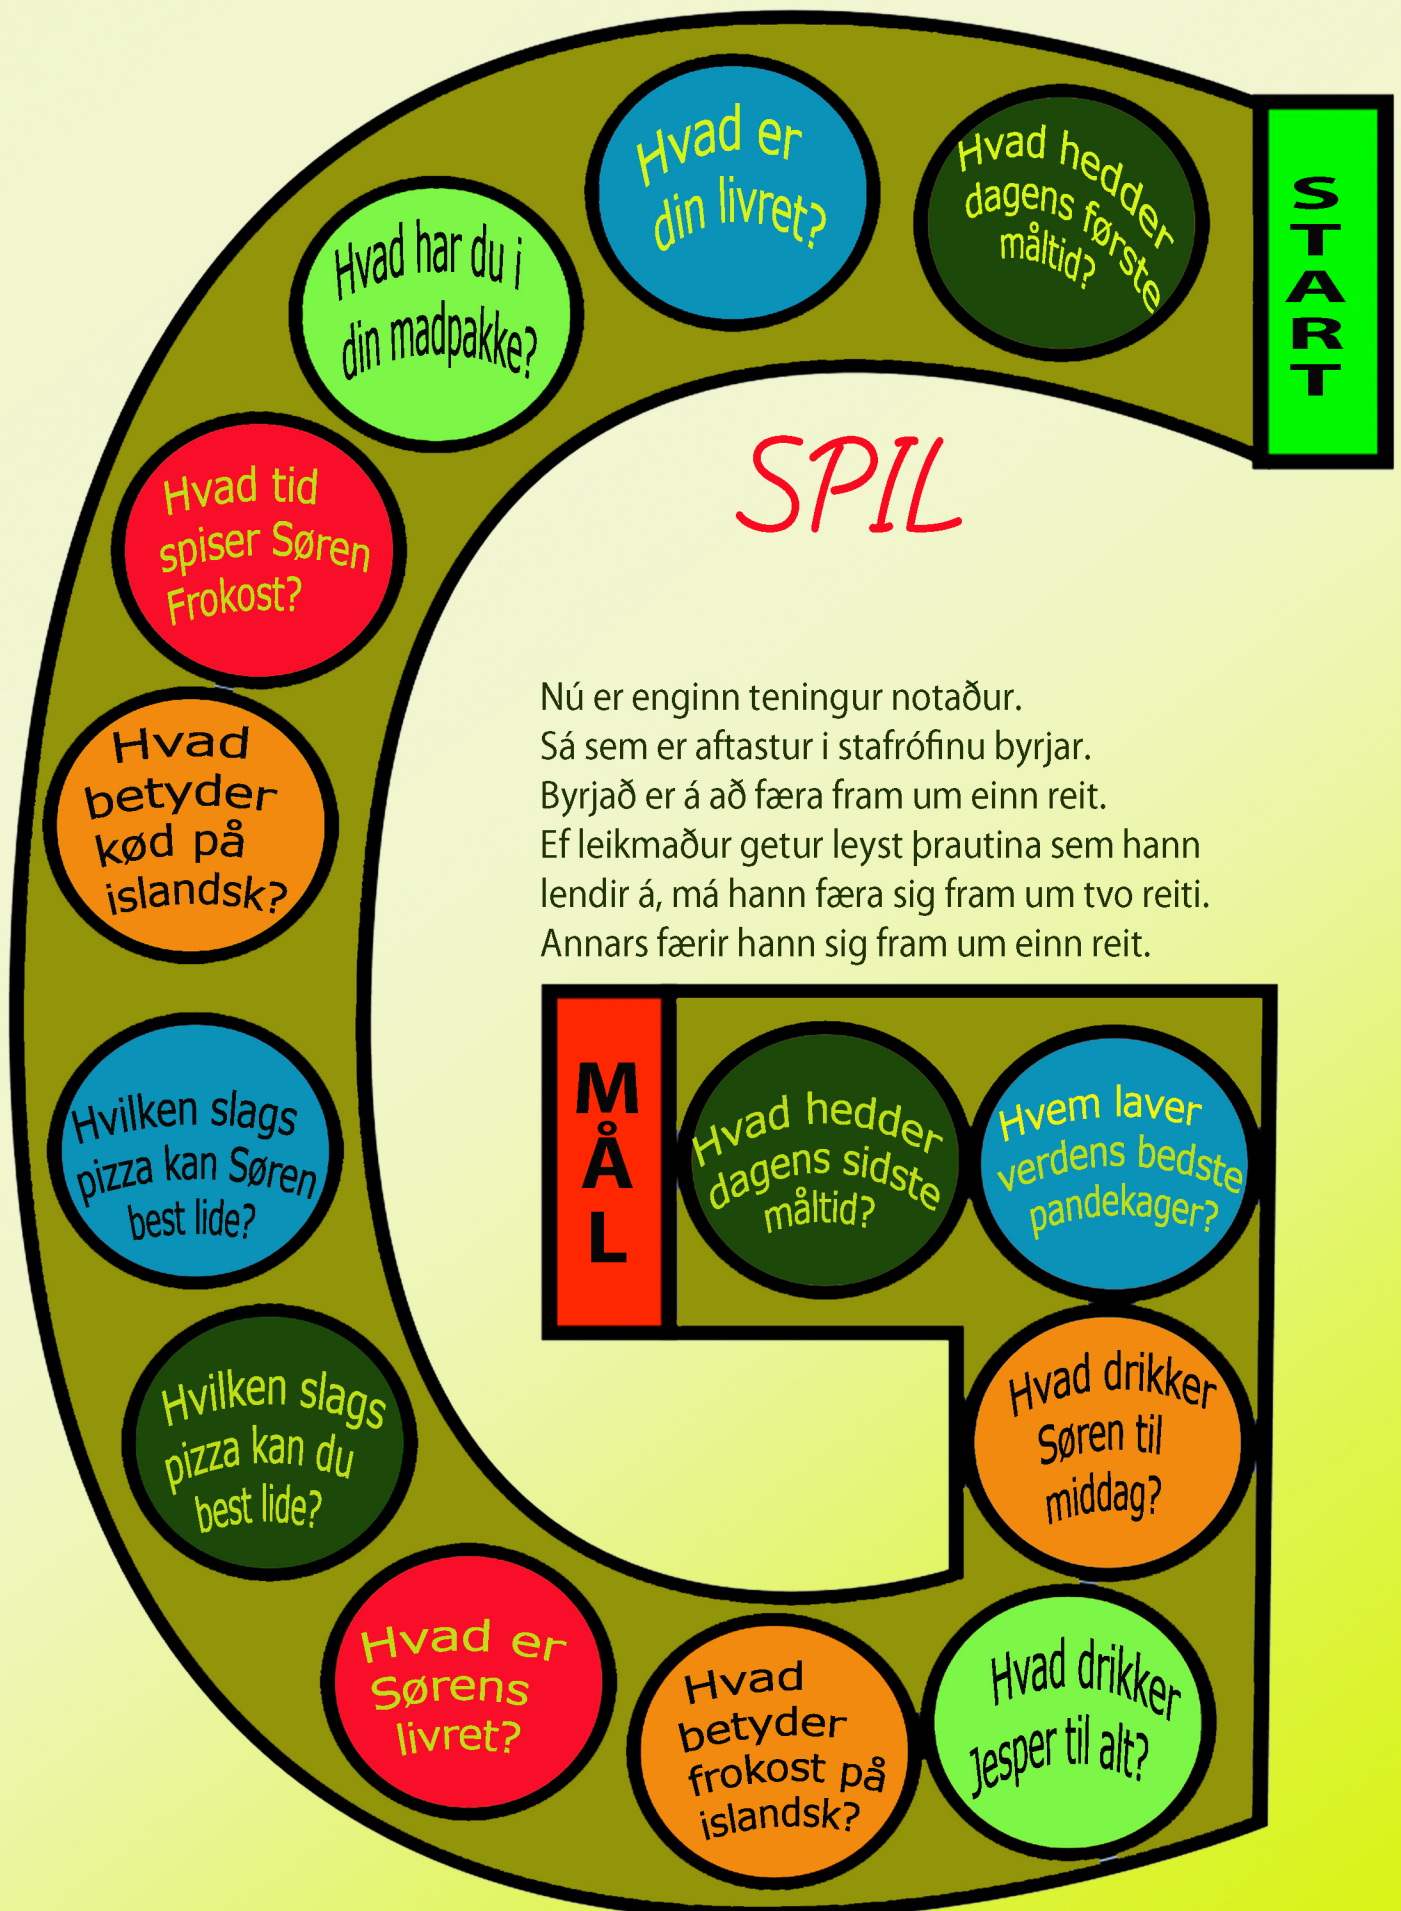 START
Hvad hedder
dagens første
måltid?
Hvad er
din livret?
Hvad har du i
din madpakke?
Hvad tid
spiser Søren
Frokost?
Hvad
betyder
kød på
islandsk?
Hvilken slags
pizza kan Søren
best lide?
Hvilken slags
pizza kan du
best lide?
Hvad er
Sørens
livret?
Hvad
betyder
frokost på
islandsk?
Hvad drikker
Jesper til alt?
Hvad drikker
Søren til
middag?
Hvem laver
verdens bedste
pandekager?
Hvad hedder
dagens sidste
måltid?
MÅL
SPIL
Nú er enginn teningur notaður.
Sá sem er aftastur i stafrófinu byrjar.
Byrjað er á að færa fram um einn reit.
Ef leikmaður getur leyst þrautina sem hann
lendir á, má hann færa sig fram um tvo reiti.
Annars færir hann sig fram um einn reit.